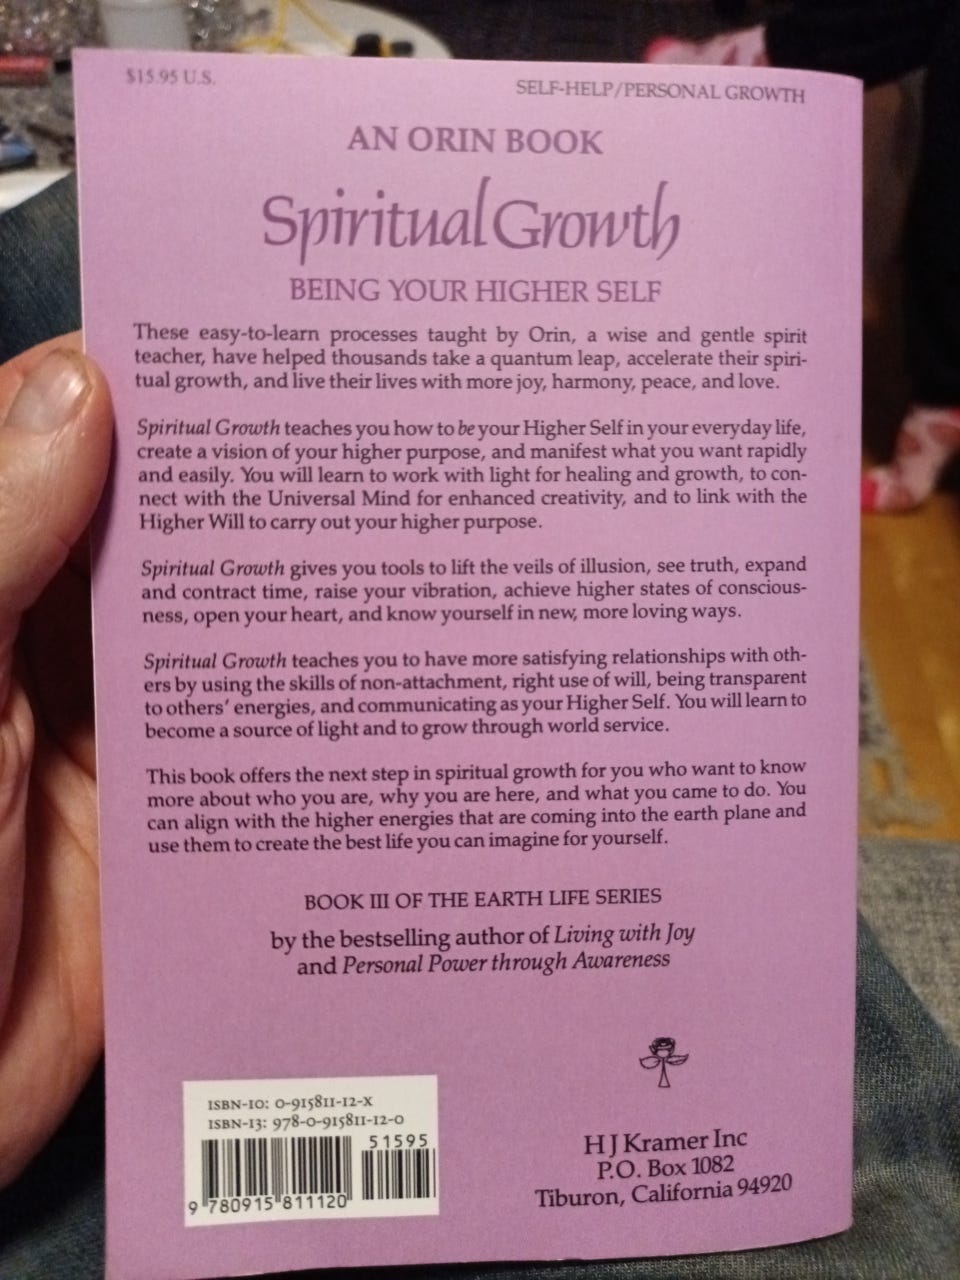 $15.95 U.S.
SELF-HELP/PERSONAL GROWTH
AN ORIN BOOK
Spiritual Growth
BEING YOUR HIGHER SELF
These easy-to-learn processes taught by Orin, a wise and gentle spirit
teacher, have helped thousands take a quantum leap, accelerate their spiri-
tual growth, and live their lives with more joy, harmony, peace, and love.
Spiritual Growth teaches you how to be your Higher Self in your everyday life,
create a vision of your higher purpose, and manifest what you want rapidly
and easily. You will learn to work with light for healing and growth, to con-
nect with the Universal Mind for enhanced creativity, and to link with the
Higher Will to carry out your higher purpose.
Spiritual Growth gives you tools to lift the veils of illusion, see truth, expand
and contract time, raise your vibration, achieve higher states of conscious-
ness, open your heart, and know yourself in new, more loving ways.
Spiritual Growth teaches you to have more satisfying relationships with oth-
ers by using the skills of non-attachment, right use of will, being transparent
to others' energies, and communicating as your Higher Self. You will learn to
become a source of light and to grow through world service.
This book offers the next step in spiritual growth for you who want to know
more about who you are, why you are here, and what you came to do. You
can align with the higher energies that are coming into the earth plane and
use them to create the best life you can imagine for yourself.
BOOK III OF THE EARTH LIFE SERIES
by the bestselling author of Living with Joy
and Personal Power through Awareness
ISBN-10: 0-915811-12-X
ISBN-13: 978-0-915811-12-0
51595
9 780915 811120
H J Kramer Inc
P.O. Box 1082
Tiburon, California 94920